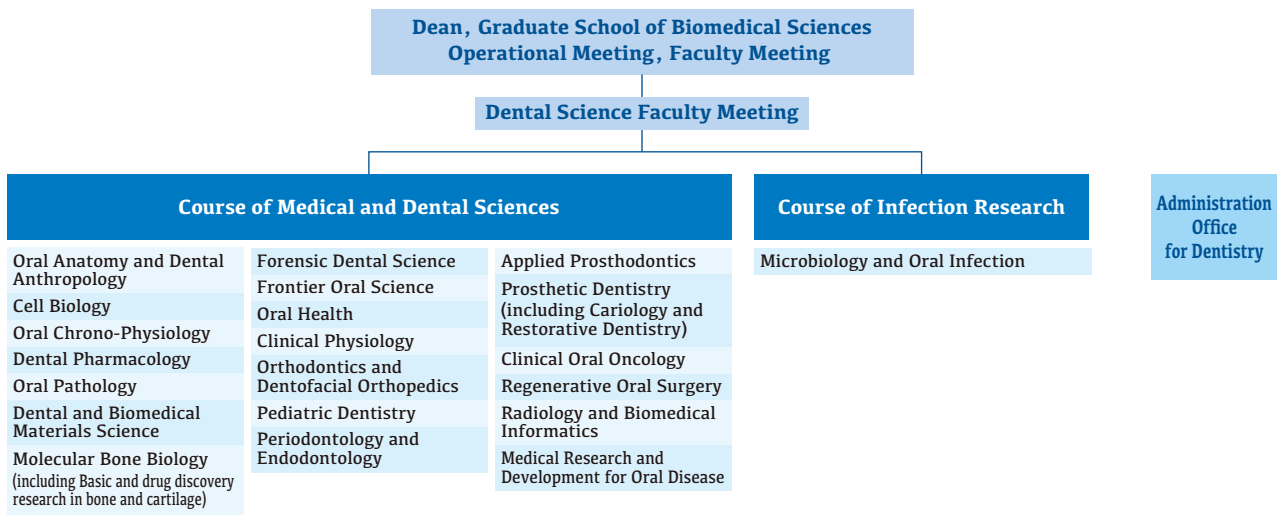 Dean, Graduate School of Biomedical Sciences
Operational Meeting, Faculty Meeting
Dental Science Faculty Meeting
Course of Medical and Dental Sciences
Oral Anatomy and Dental
Anthropology
Cell Biology
Oral Chrono-Physiology
Dental Pharmacology
Oral Pathology
Dental and Biomedical
Materials Science
Molecular Bone Biology
(including Basic and drug discovery
research in bone and cartilage)
Forensic Dental Science
Frontier Oral Science
Oral Health
Clinical Physiology
Orthodontics and
Dentofacial Orthopedics
Pediatric Dentistry
Periodontology and
Endodontology
Applied Prosthodontics
Prosthetic Dentistry
(including Cariology and
Restorative Dentistry)
Clinical Oral Oncology
Regenerative Oral Surgery
Radiology and Biomedical
Informatics
Medical Research and
Development for Oral Disease
Course of Infection Research
Microbiology and Oral Infection
Administration
Office
for Dentistry